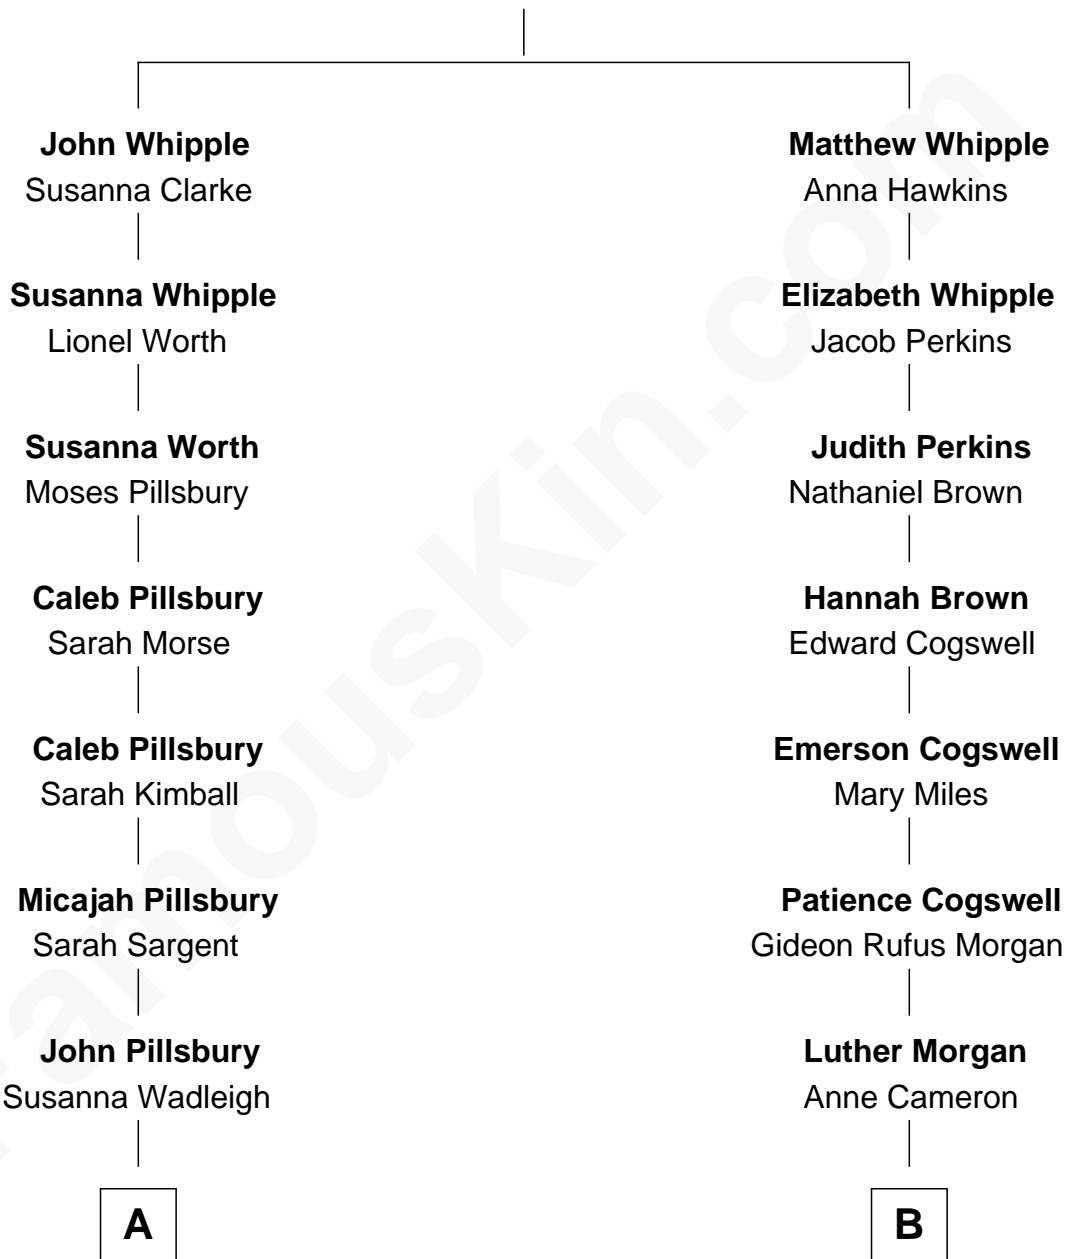 John Whipple
Susanna Clarke
Susanna Whipple
Lionel Worth
Susanna Worth
Moses Pillsbury
Caleb Pillsbury
Sarah Morse
Caleb Pillsbury
Sarah Kimball
Micajah Pillsbury
Sarah Sargent
John Pillsbury
Susanna Wadleigh
A
Matthew Whipple
Anna Hawkins
Elizabeth Whipple
Jacob Perkins
Judith Perkins
Nathaniel Brown
Hannah Brown
Edward Cogswell
Emerson Cogswell
Mary Miles
Patience Cogswell
Gideon Rufus Morgan
Luther Morgan
Anne Cameron
B
FamousKin.com